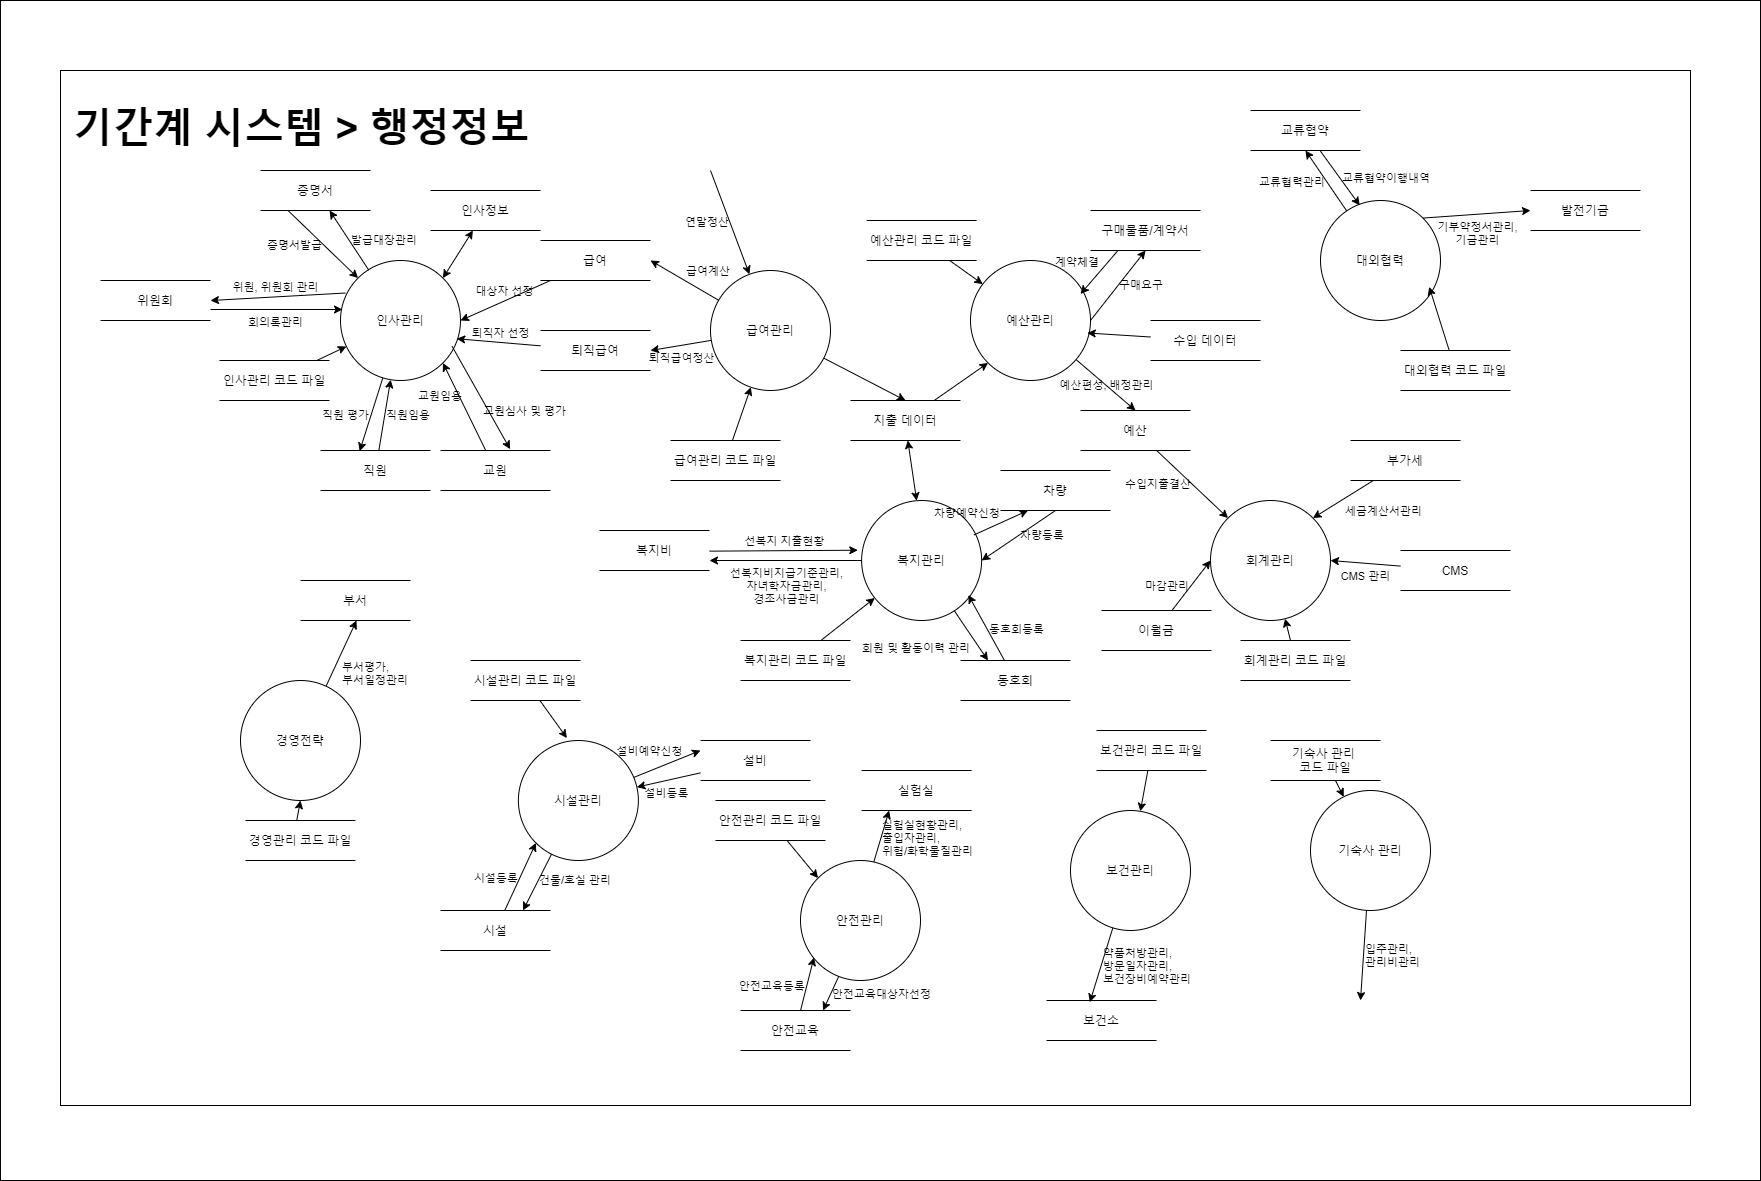 기간계 시스템 > 행정정보
교류협약
교류협력관리
교류협약이행내역
증명서
인사정보
발전기금
기부약정서관리,
기금관리
연말정산
예산관리 코드 파일
구매물품/계약서
증명서발급
발급대장관리
급여
급여계산
계약체결
구매요구
대외협력
위원회
위원, 위원회 관리
대상자 선정
회의록관리
인사관리
퇴직자 선정
급여관리
예산관리
수입 데이터
퇴직급여
퇴직급여정산
대외협력 코드 파일
인사관리 코드 파일
교원임용
예산편성, 배정관리
직원 평가
직원임용
교원심사 및 평가
지출 데이터
예산
직원
교원
급여관리 코드 파일
부가세
수입지출결산
차량
차량예약신청
차량등록
세금계산서관리
복지비
선복지 지출현황
복지관리
회계관리
CMS
CMS 관리
선복지비지급기준관리,
자녀학자금관리,
경조사금관리
마감관리
부서
이월금
동호회등록
회원 및 활동이력 관리
복지관리 코드 파일
동호회
회계관리 코드 파일
부서평가,
부서일정관리
시설관리 코드 파일
경영전략
설비예약신청
설비
설비등록
보건관리 코드 파일
기숙사 관리
코드 파일
시설관리
실험실
안전관리 코드 파일
실험실현황관리,
출입자관리,
위험/화학물질관리
경영관리 코드 파일
기숙사 관리
시설등록
건물/호실 관리
보건관리
시설
안전관리
약품처방관리,
방문일자관리,
보건장비예약관리
입주관리,
관리비관리
안전교육등록
안전교육대상자선정
안전교육
보건소